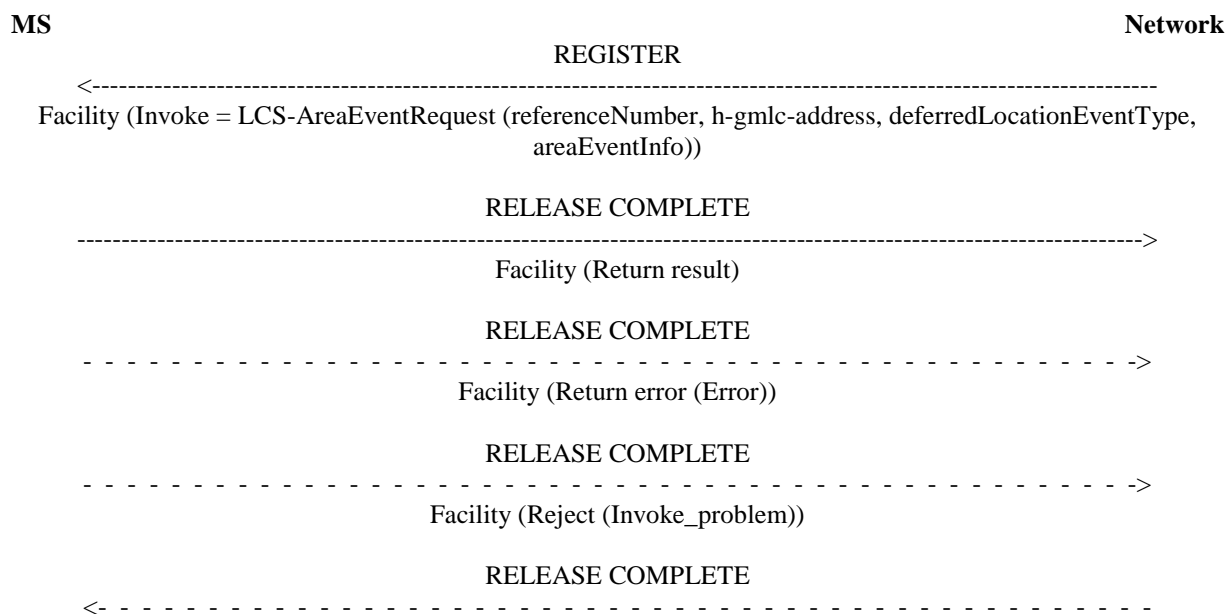 MS Network
REGISTER
<------------------------------------------------------------------------------------------------------------------------
Facility (Invoke = LCS-AreaEventRequest (referenceNumber, h-gmlc-address, deferredLocationEventType,
areaEventInfo))
RELEASE COMPLETE
------------------------------------------------------------------------------------------------------------------------>
Facility (Return result)
RELEASE COMPLETE
- - - - - - - - - - - - - - - - - - - - - - - - - - - - - - - - - - - - - - - - - - - - - - - ->
Facility (Return error (Error))
RELEASE COMPLETE
- - - - - - - - - - - - - - - - - - - - - - - - - - - - - - - - - - - - - - - - - - - - - - - ->
Facility (Reject (Invoke_problem))
RELEASE COMPLETE
<- - - - - - - - - - - - - - - - - - - - - - - - - - - - - - - - - - - - - - - - - - - - - - - -